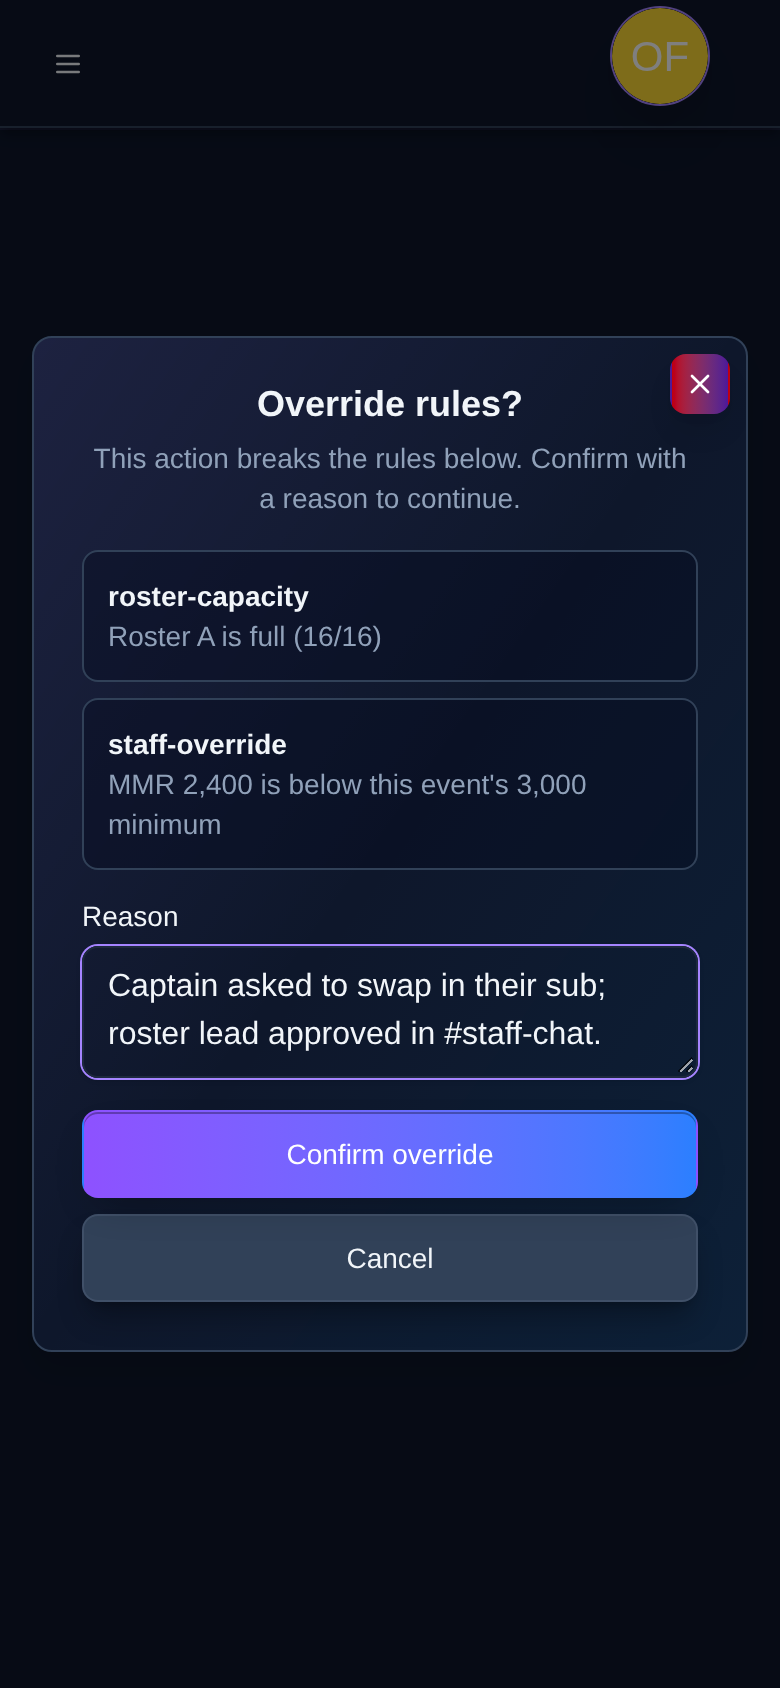 OF
Override rules?
This action breaks the rules below. Confirm with
a reason to continue.
roster-capacity
Roster A is full (16/16)
staff-override
MMR 2,400 is below this event's 3,000
minimum
Reason
Captain asked to swap in their sub;
roster lead approved in #staff-chat.
Confirm override
Cancel